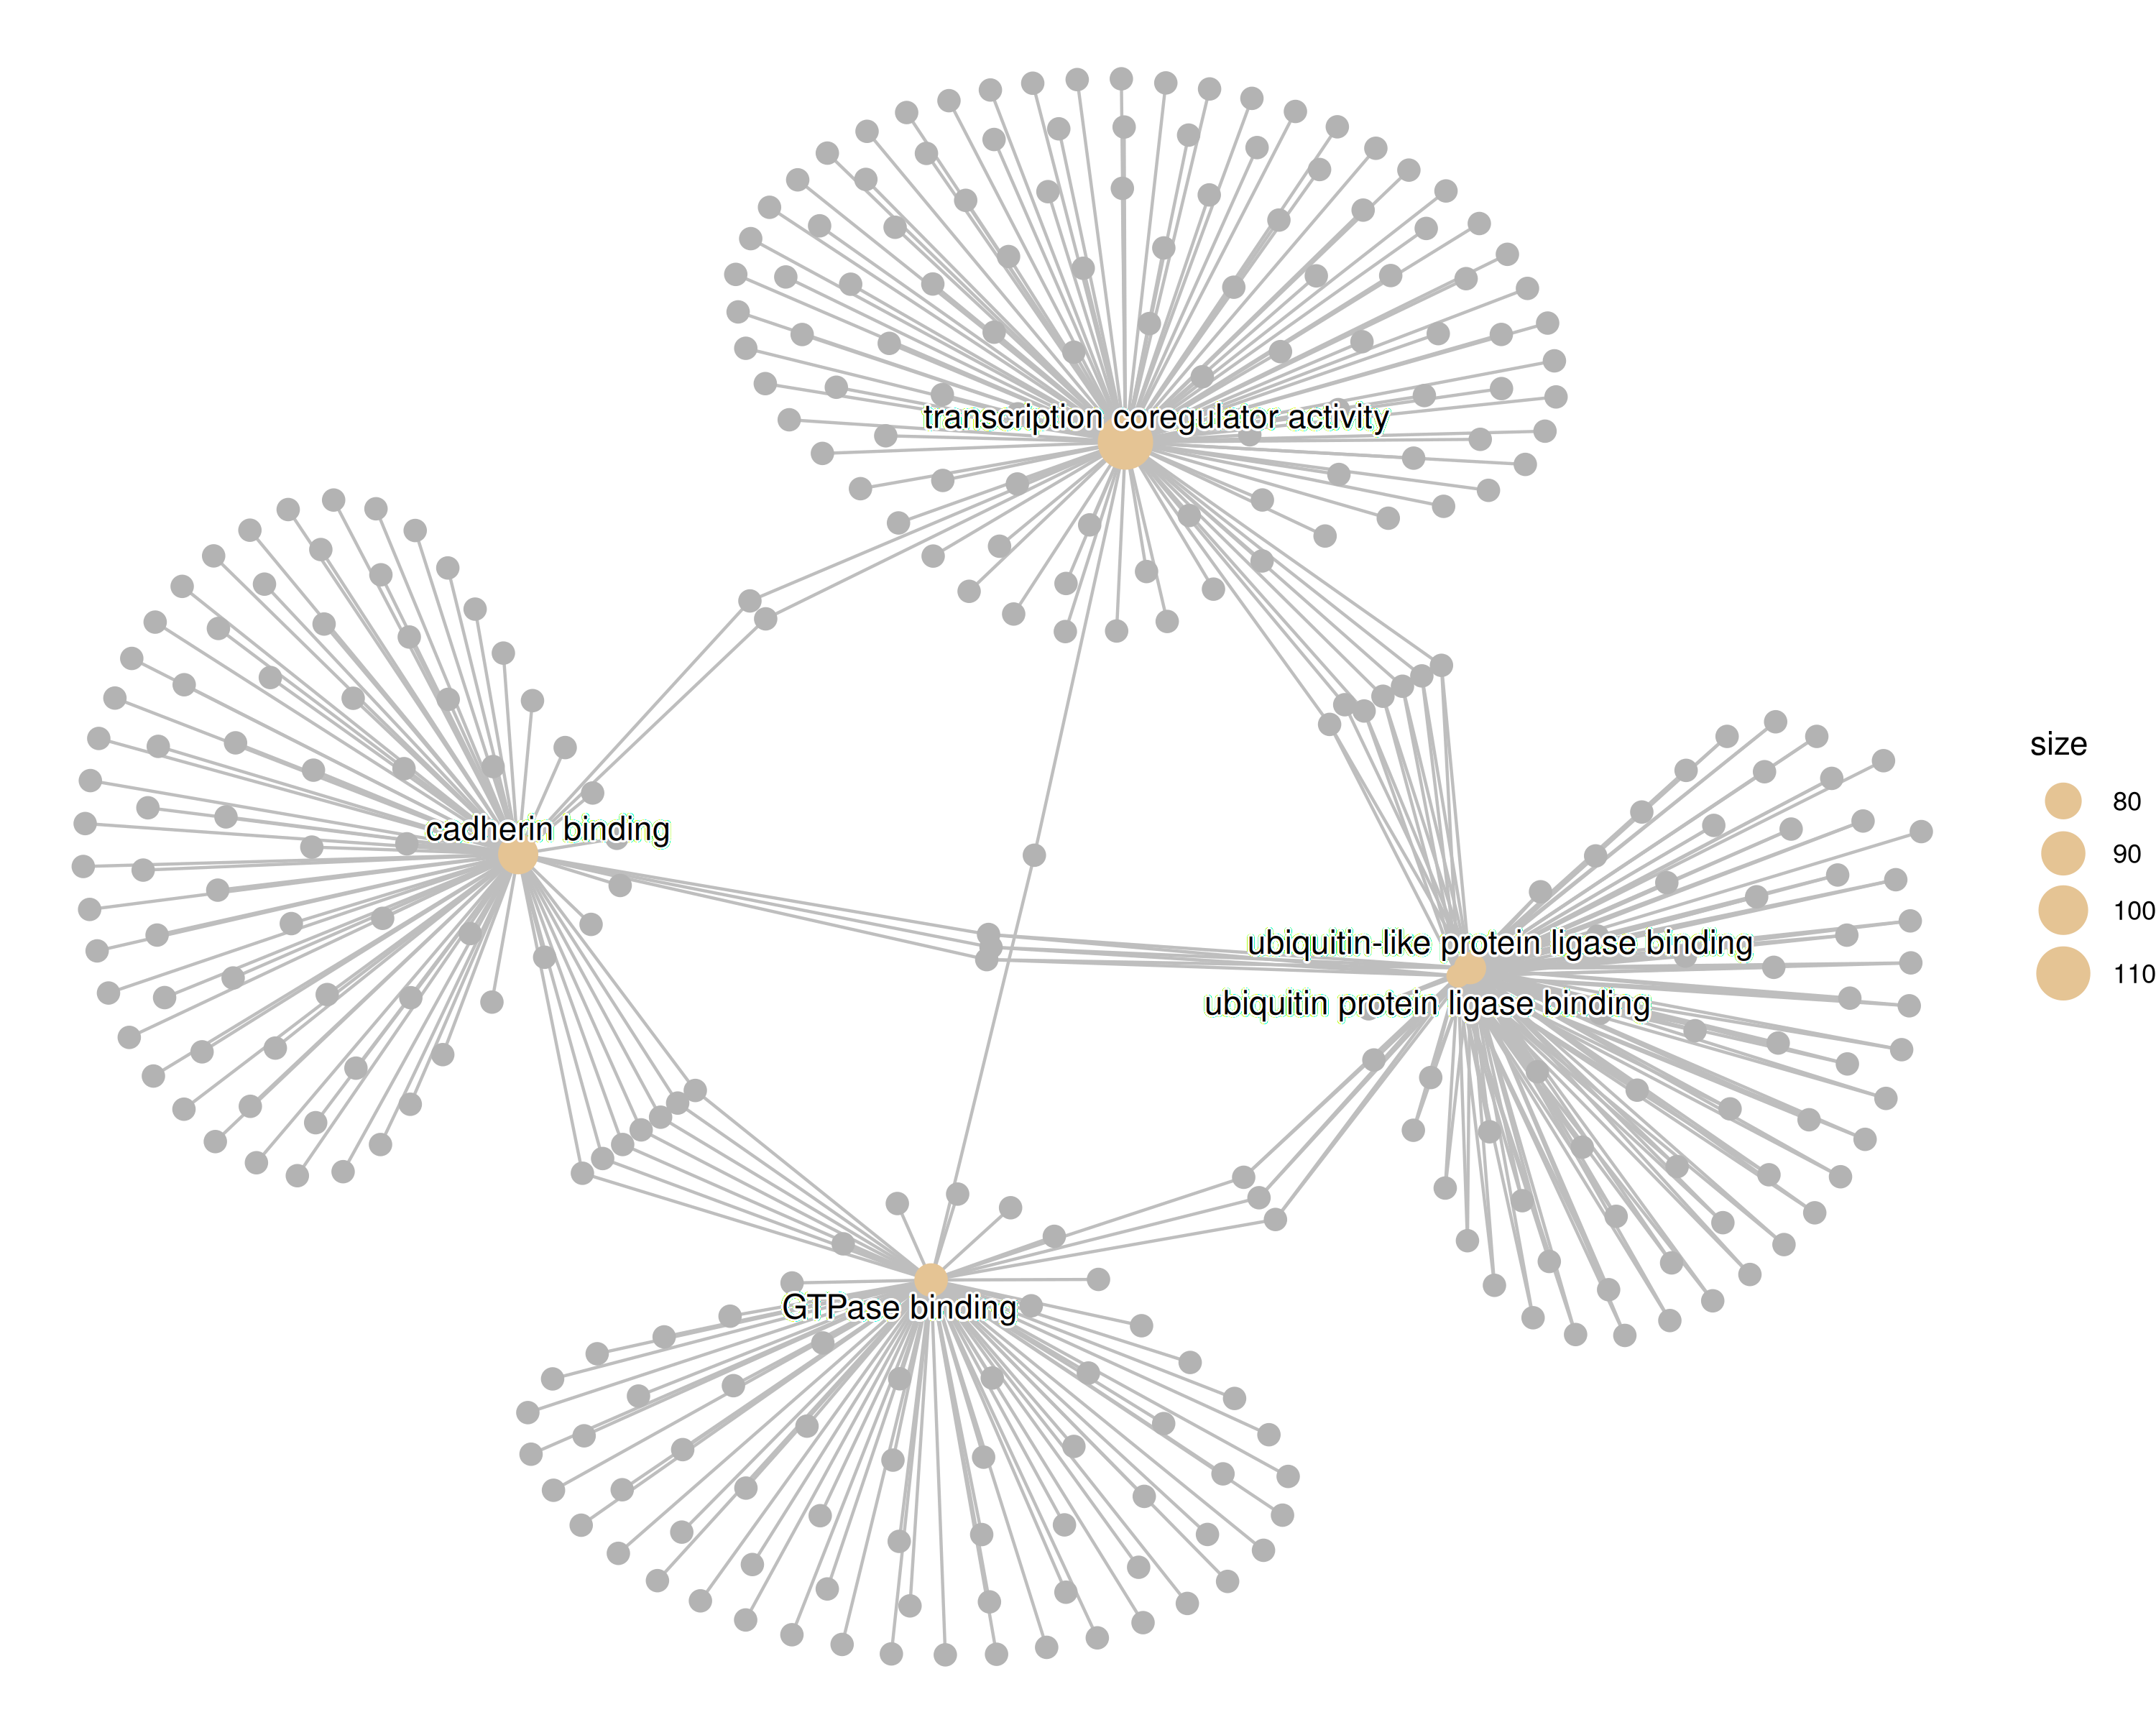 transcription coregulator activity
cadherin binding
ubiquitin-like protein ligase binding
ubiquitin protein ligase binding
GTPase binding
size
80
90
100
110